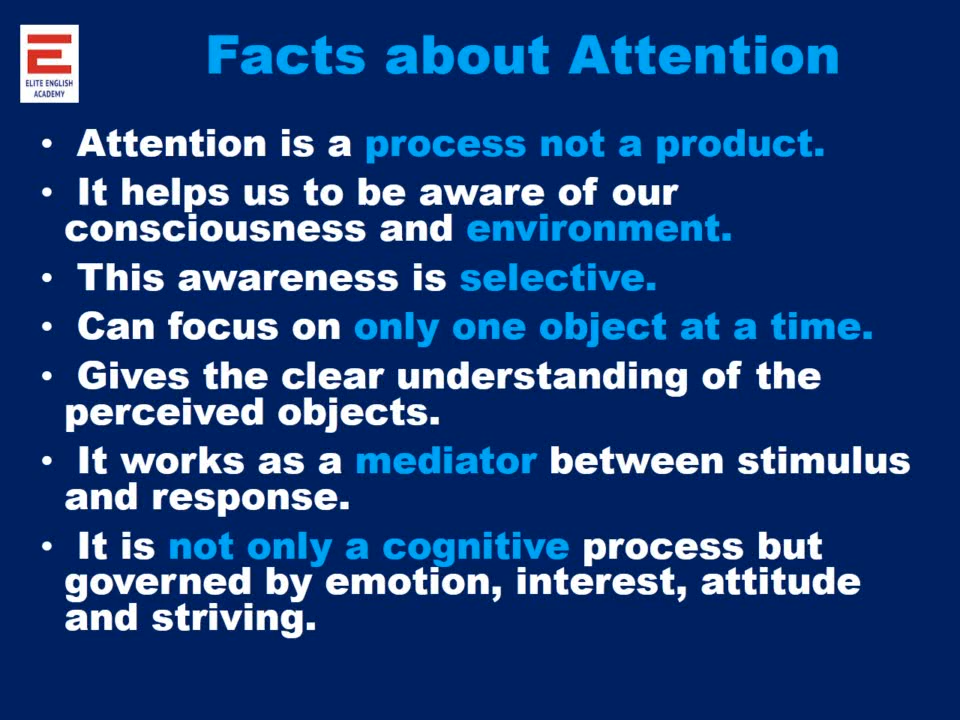 E
ELITE ENGLISH
ACADEMY
Facts about Attention
• Attention is a process not a product.
• It helps us to be aware of our
consciousness and environment.
• This awareness is selective.
• Can focus on only one object at a time.
• Gives the clear understanding of the
perceived objects.
• It works as a mediator between stimulus
and response.
• It is not only a cognitive process but
governed by emotion, interest, attitude
and striving.